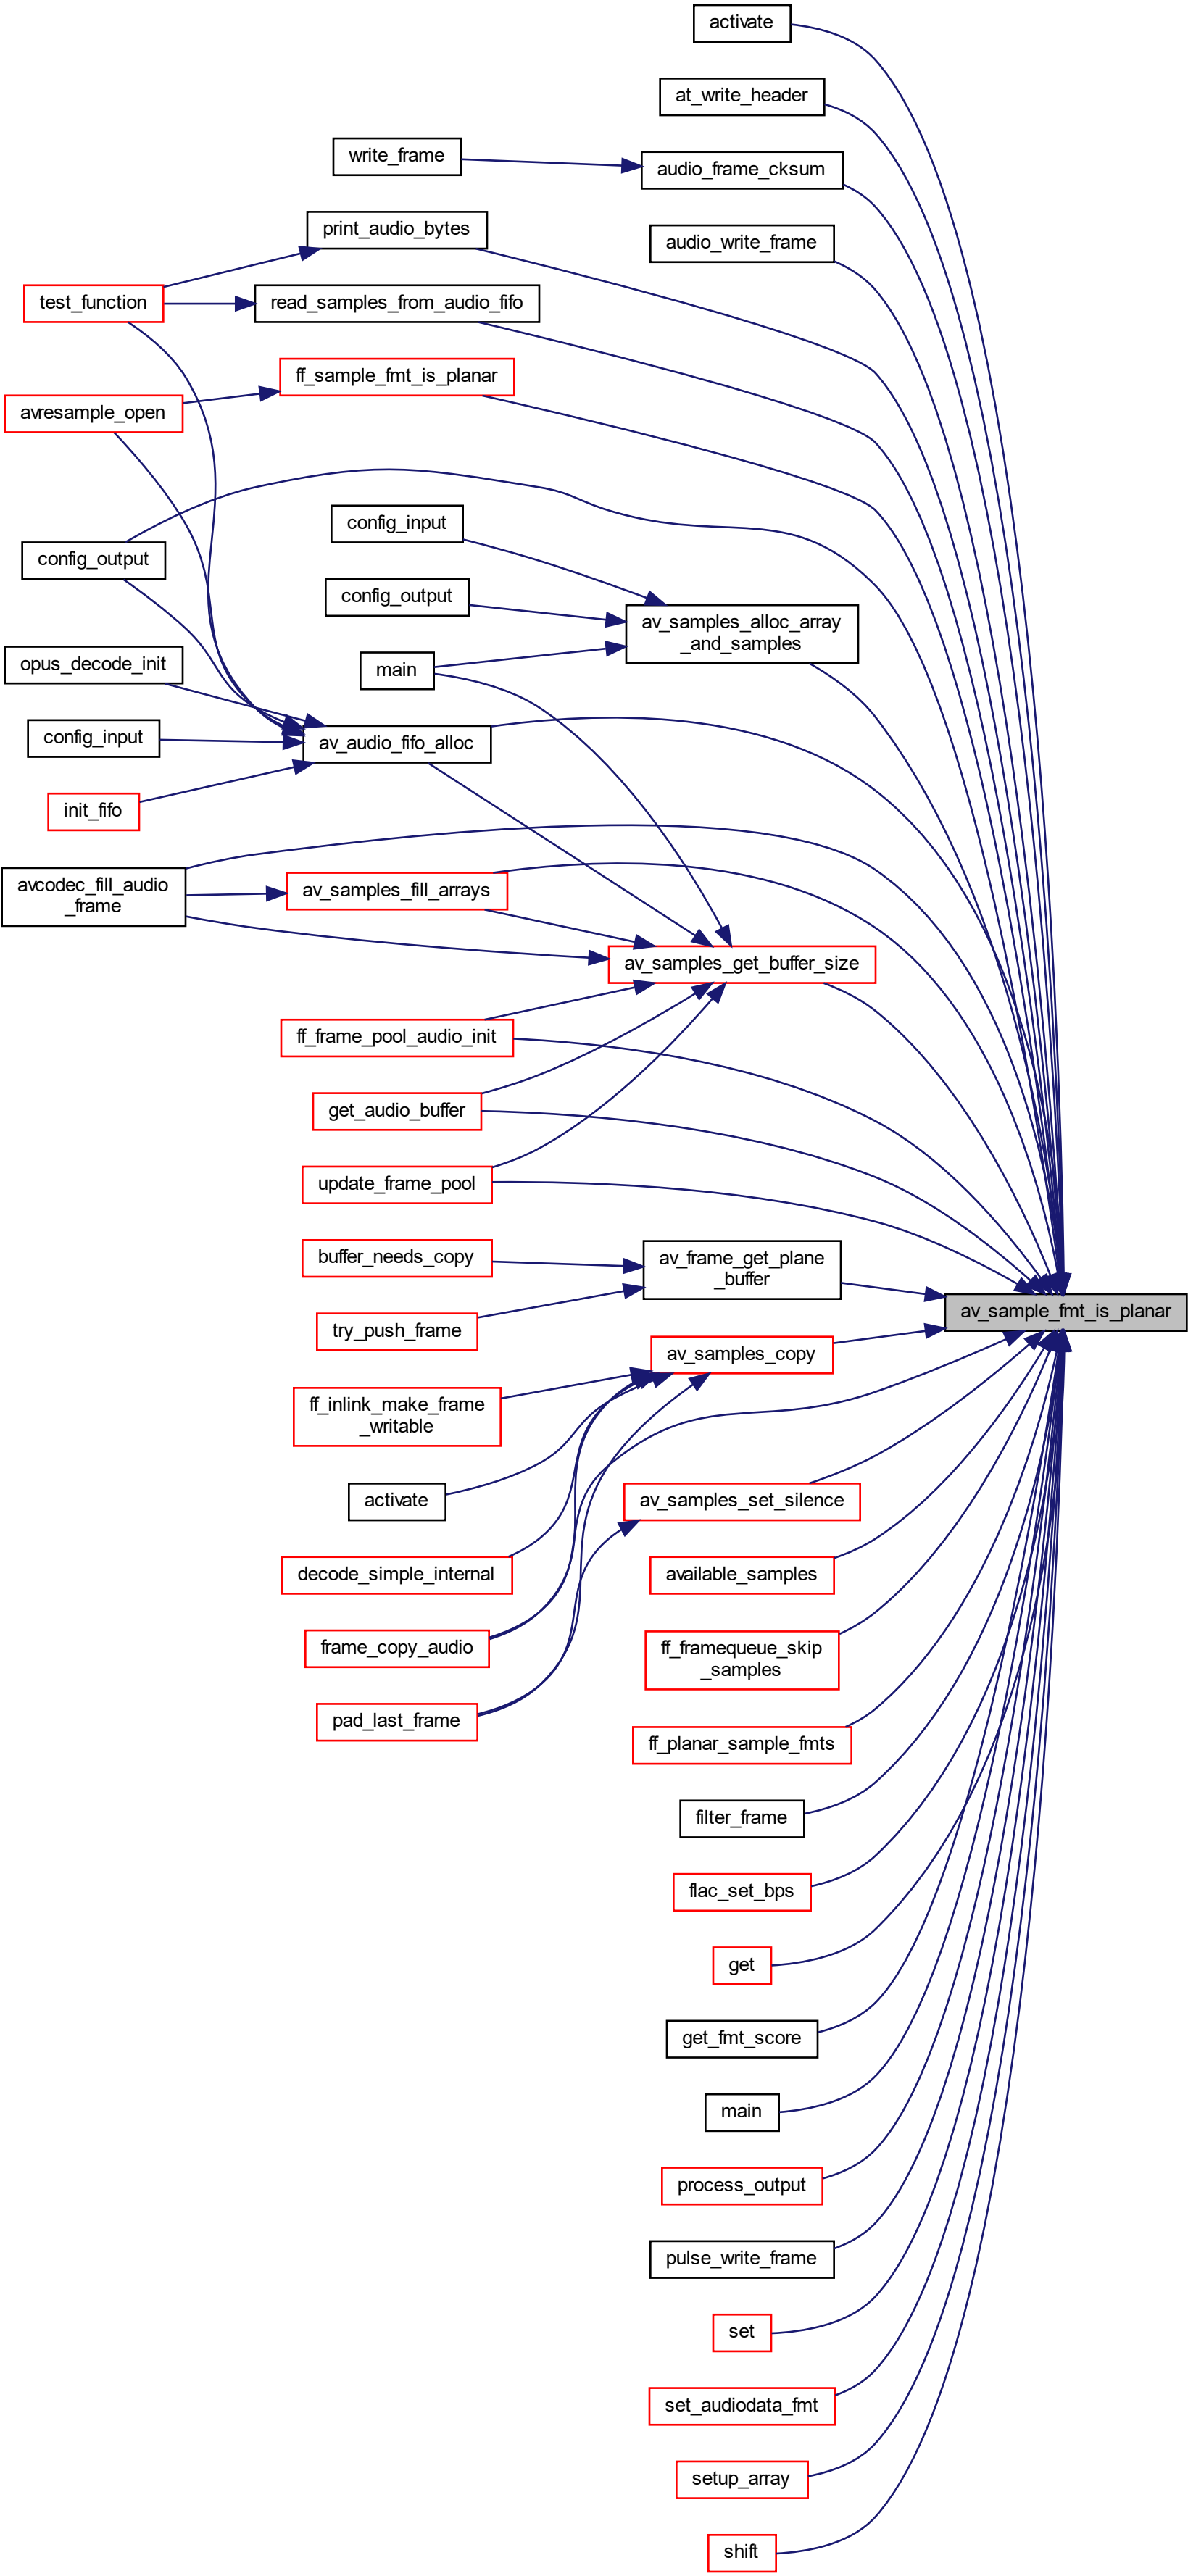 activate
at_write_header
write_frame
audio_frame_cksum
print_audio_bytes
audio_write_frame
test_function
read_samples_from_audio_fifo
ff_sample_fmt_is_planar
avresample_open
config_input
config_output
config_output
av_samples_alloc_array
_and_samples
opus_decode_init
main
config_input
av_audio_fifo_alloc
init_fifo
avcodec_fill_audio
_frame
av_samples_fill_arrays
av_samples_get_buffer_size
ff_frame_pool_audio_init
get_audio_buffer
update_frame_pool
buffer_needs_copy
av_frame_get_plane
_buffer
av_sample_fmt_is_planar
try_push_frame
av_samples_copy
ff_inlink_make_frame
_writable
activate
av_samples_set_silence
decode_simple_internal
available_samples
frame_copy_audio
ff_framequeue_skip
_samples
pad_last_frame
ff_planar_sample_fmts
filter_frame
flac_set_bps
get
get_fmt_score
main
process_output
pulse_write_frame
set
set_audiodata_fmt
setup_array
shift